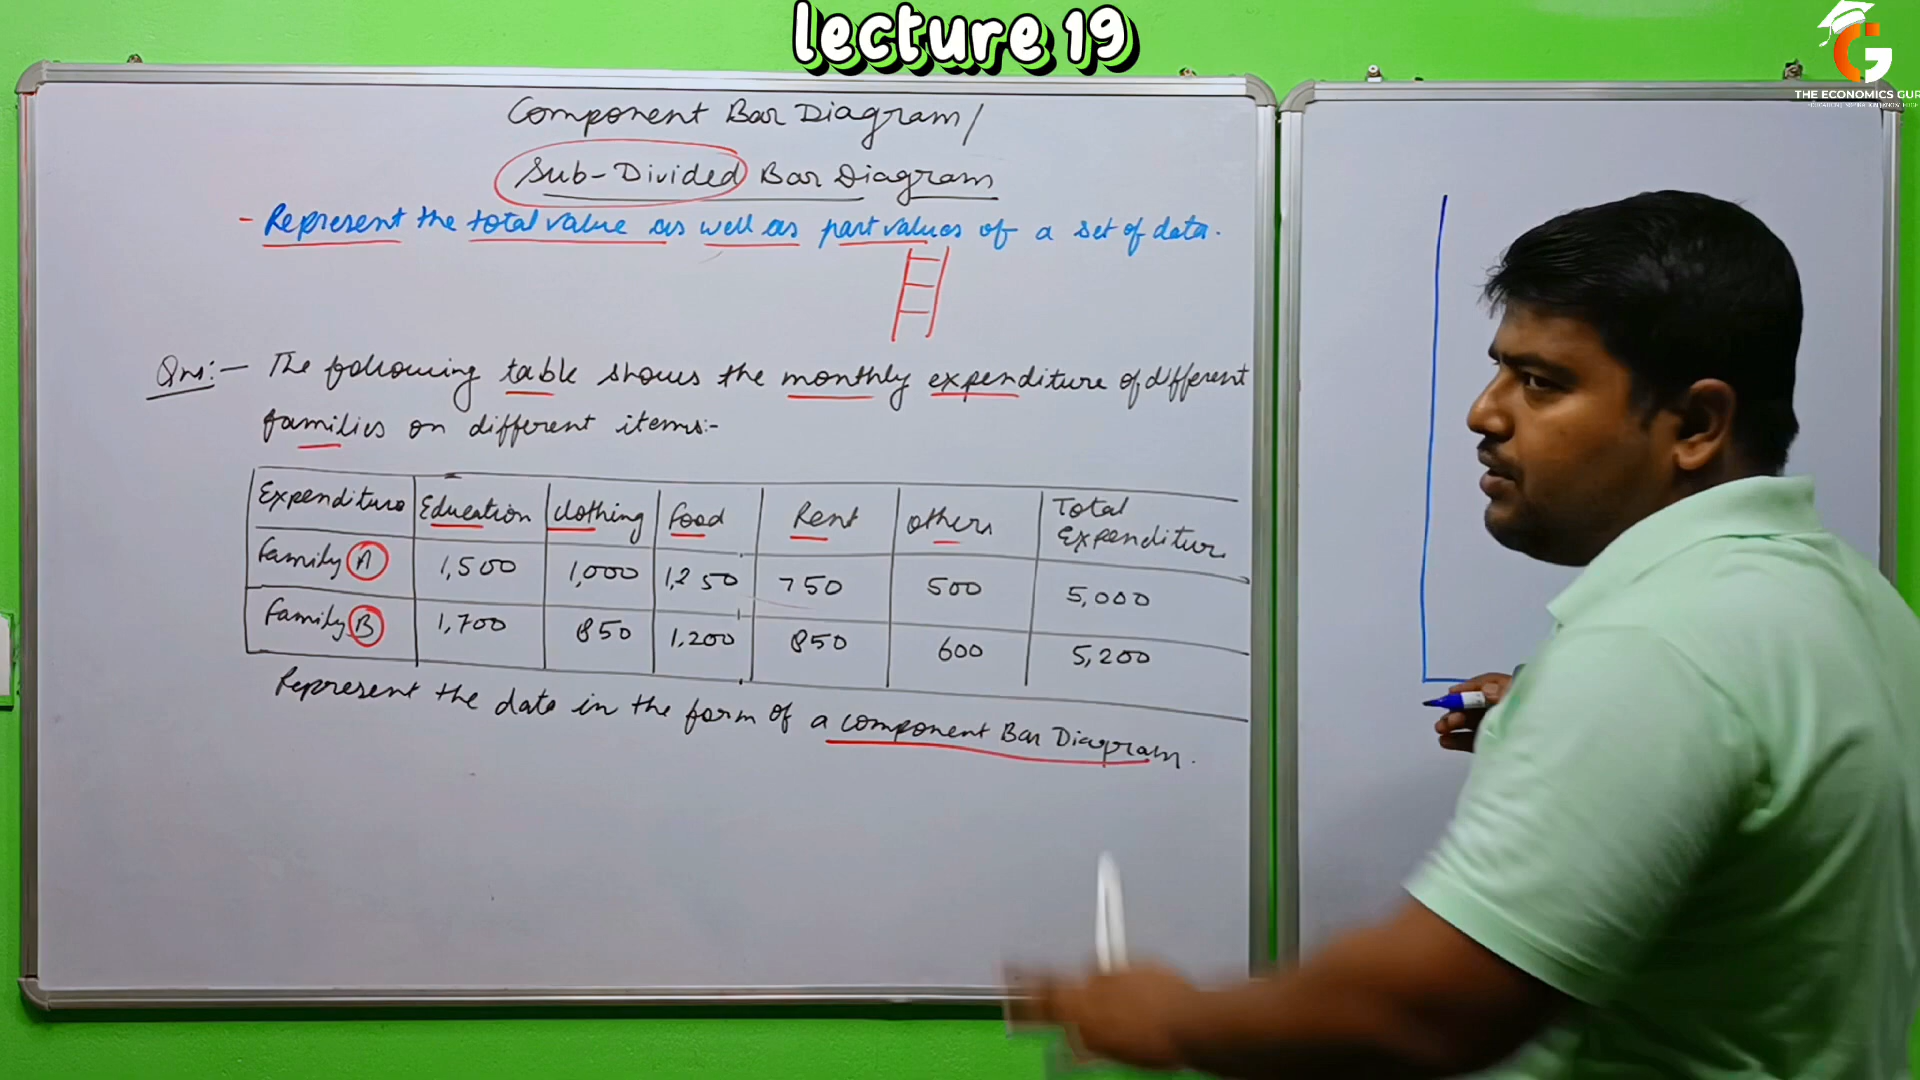 lecture 19
THE ECONOMICS GUR
Component Bar Diagram/
Sub-Divided Bar Diagram
- Represent the total value as well as part values of a set of data.
Qns:- The following table shows the monthly expenditure of different
families on different items:-
Expenditure Education Clothing Food Rent Others Total Expenditure
Family A 1,500 1,000 1,250 750 500 5,000
Family B 1,700 850 1,200 850 600 5,200
Represent the data in the form of a component Bar Diagram.